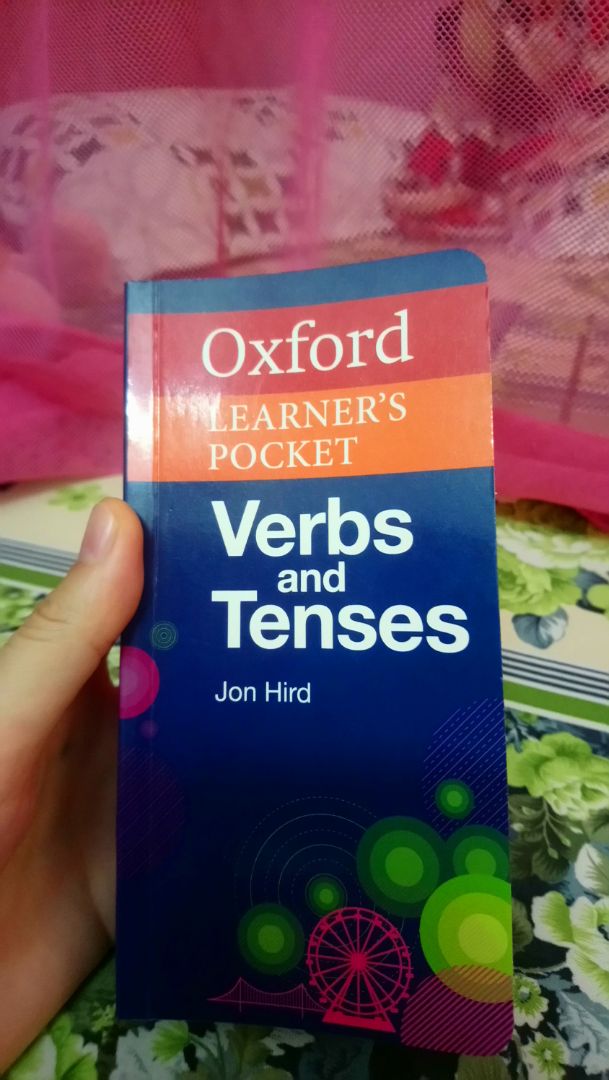 Oxford
LEARNER'S
POCKET
Verbs
and
Tenses
Jon Hird